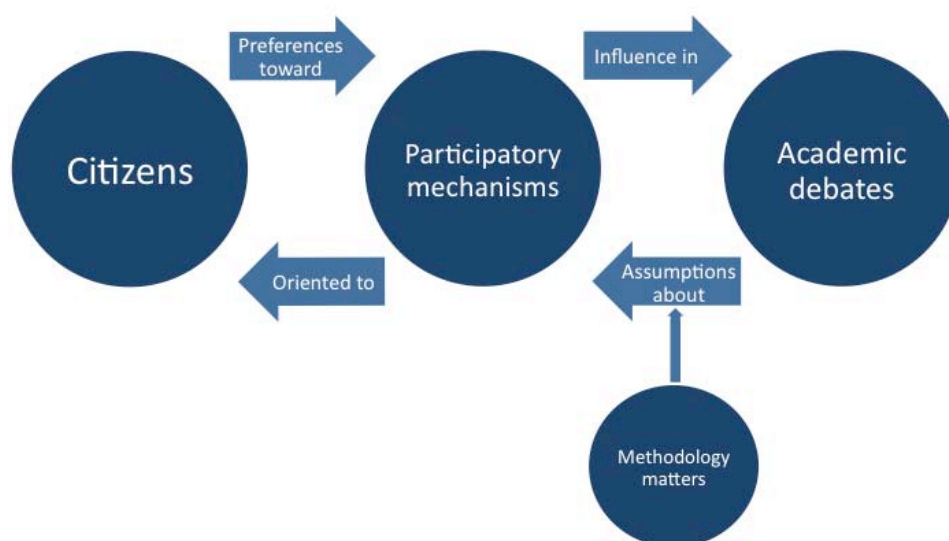 Preferences
toward
Influence in
Citizens
Participatory
mechanisms
Academic
debates
Oriented to
Assumptions
about
Methodology
matters